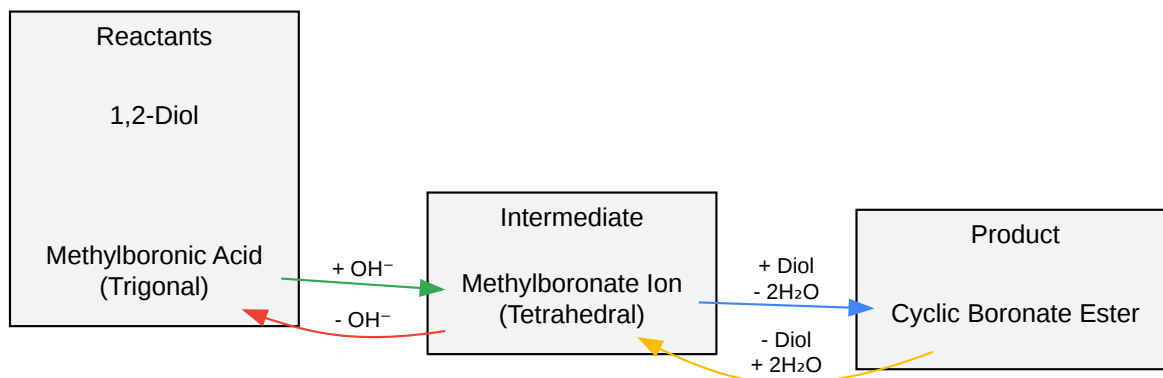 Reactants
1,2-Diol
Methylboronic Acid
(Trigonal)
+ OH⁻
- OH⁻
Intermediate
Methylboronate Ion
(Tetrahedral)
+ Diol
- 2H₂O
- Diol
+ 2H₂O
Product
Cyclic Boronate Ester